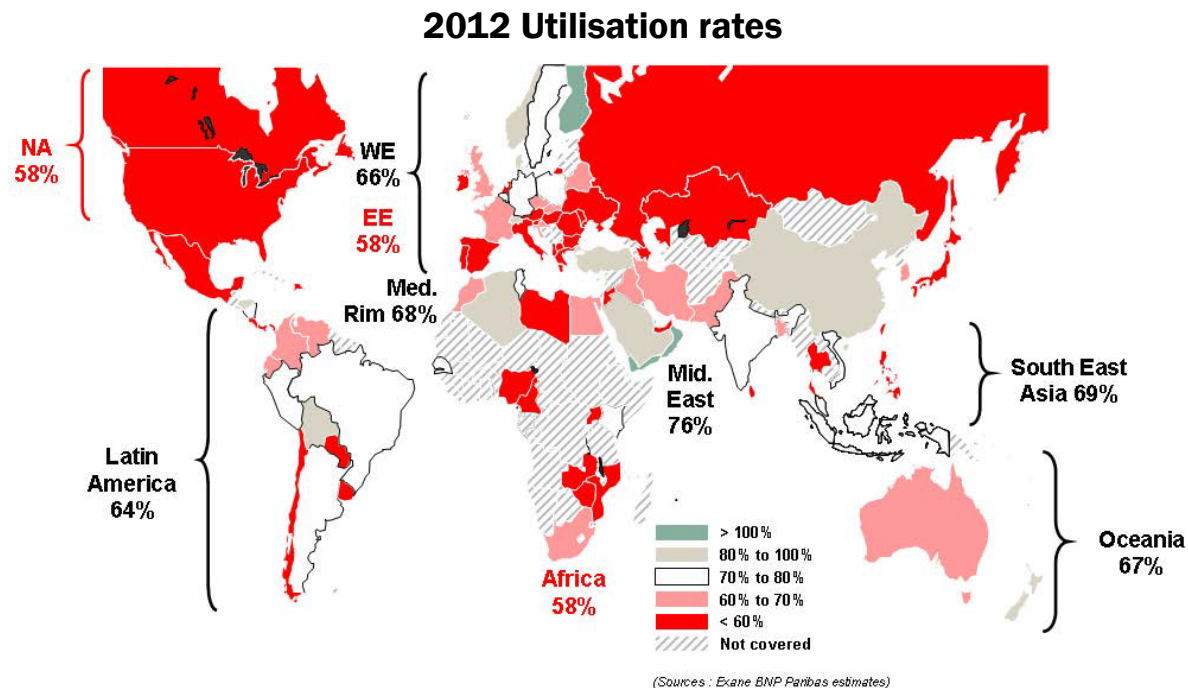 2012 Utilisation rates
NA
58%
WE
66%
EE
58%
Med.
Rim 68%
Mid.
East
76%
South East
Asia 69%
Latin
America
64%
Oceania
67%
Africa
58%
> 100%
80% to 100%
70% to 80%
60% to 70%
< 60%
Not covered
(Sources : Exane BNP Paribas estimates)